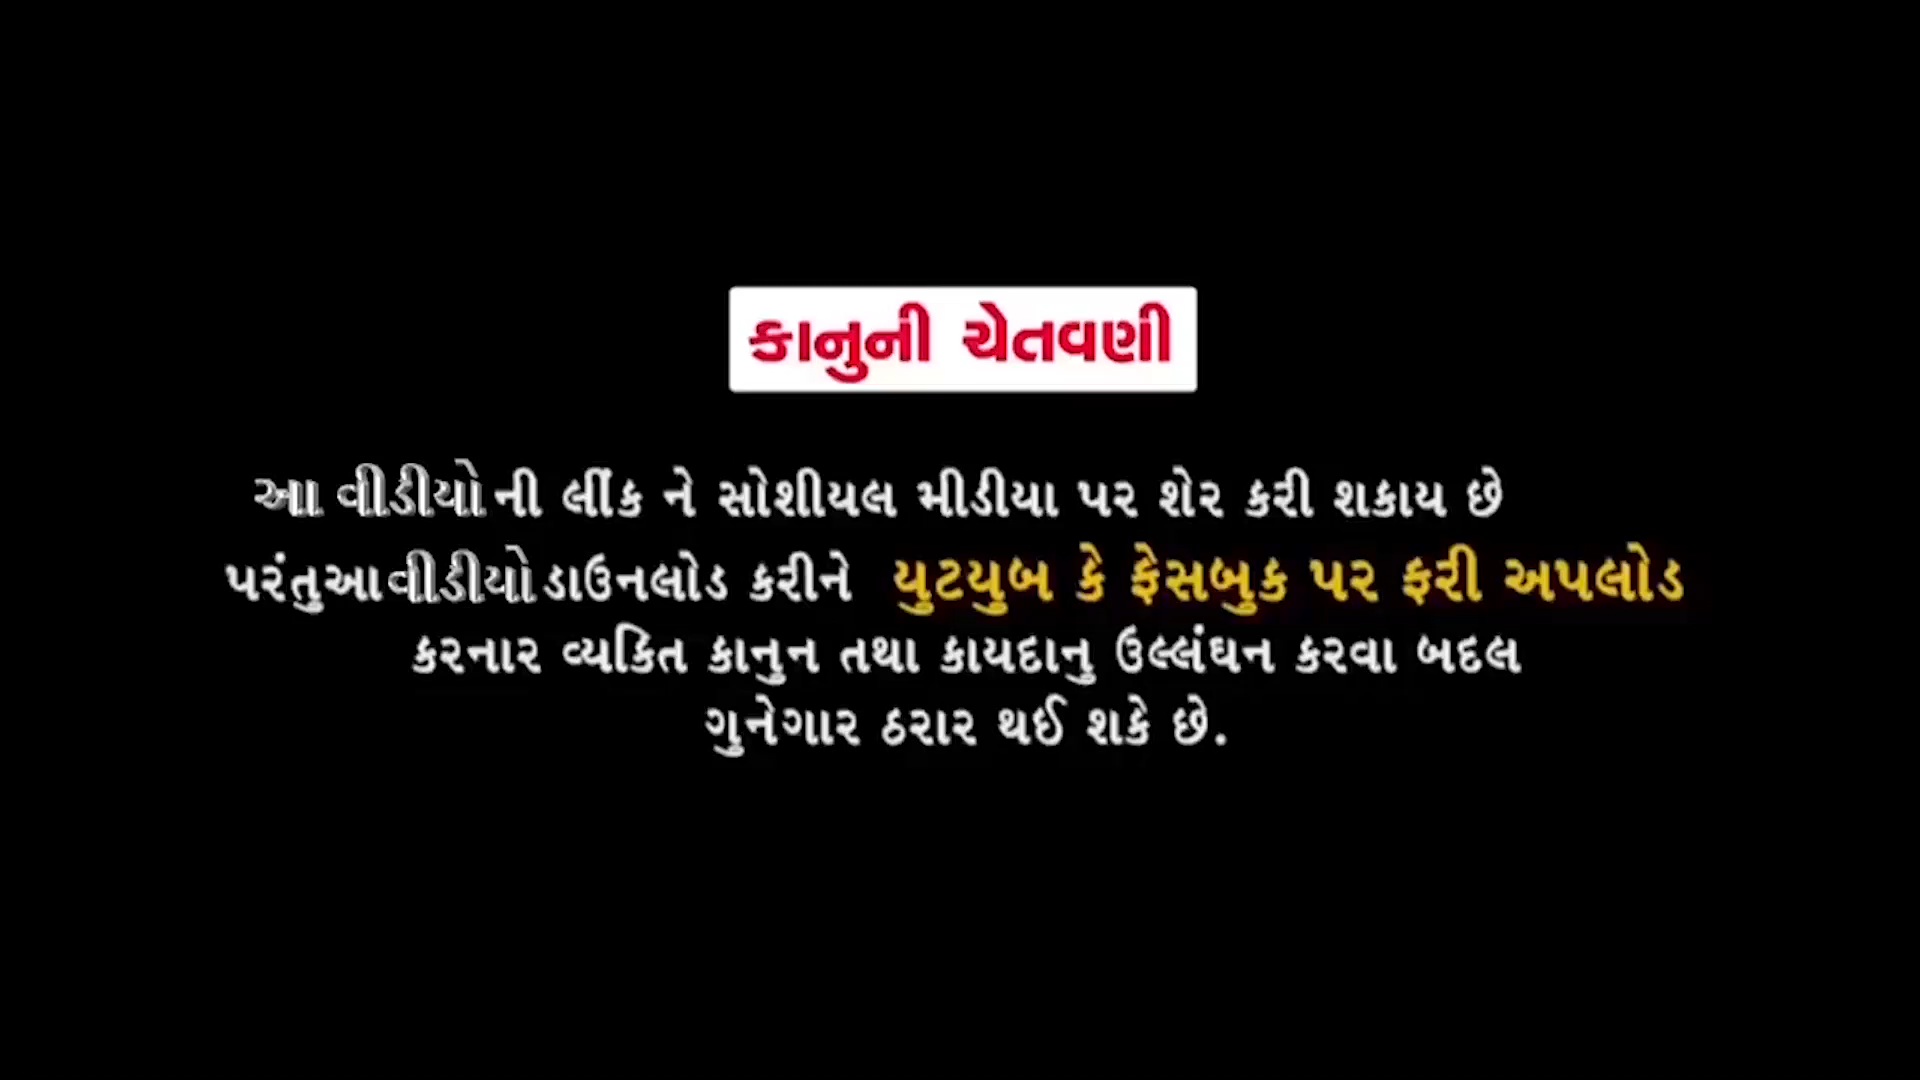 કાનુની ચેતવણી
આ વીડીયો ની લીંક ને સોશીયલ મીડીયા પર શેર કરી શકાય છે
પરંતુ આ વીડીયો ડાઉનલોડ કરીને યુટયુબ કે ફેસબુક પર ફરી અપલોડ
કરનાર વ્યકિત કાનુન તથા કાયદાનુ ઉલ્લંઘન કરવા બદલ
ગુનેગાર ઠરાર થઈ શકે છે.